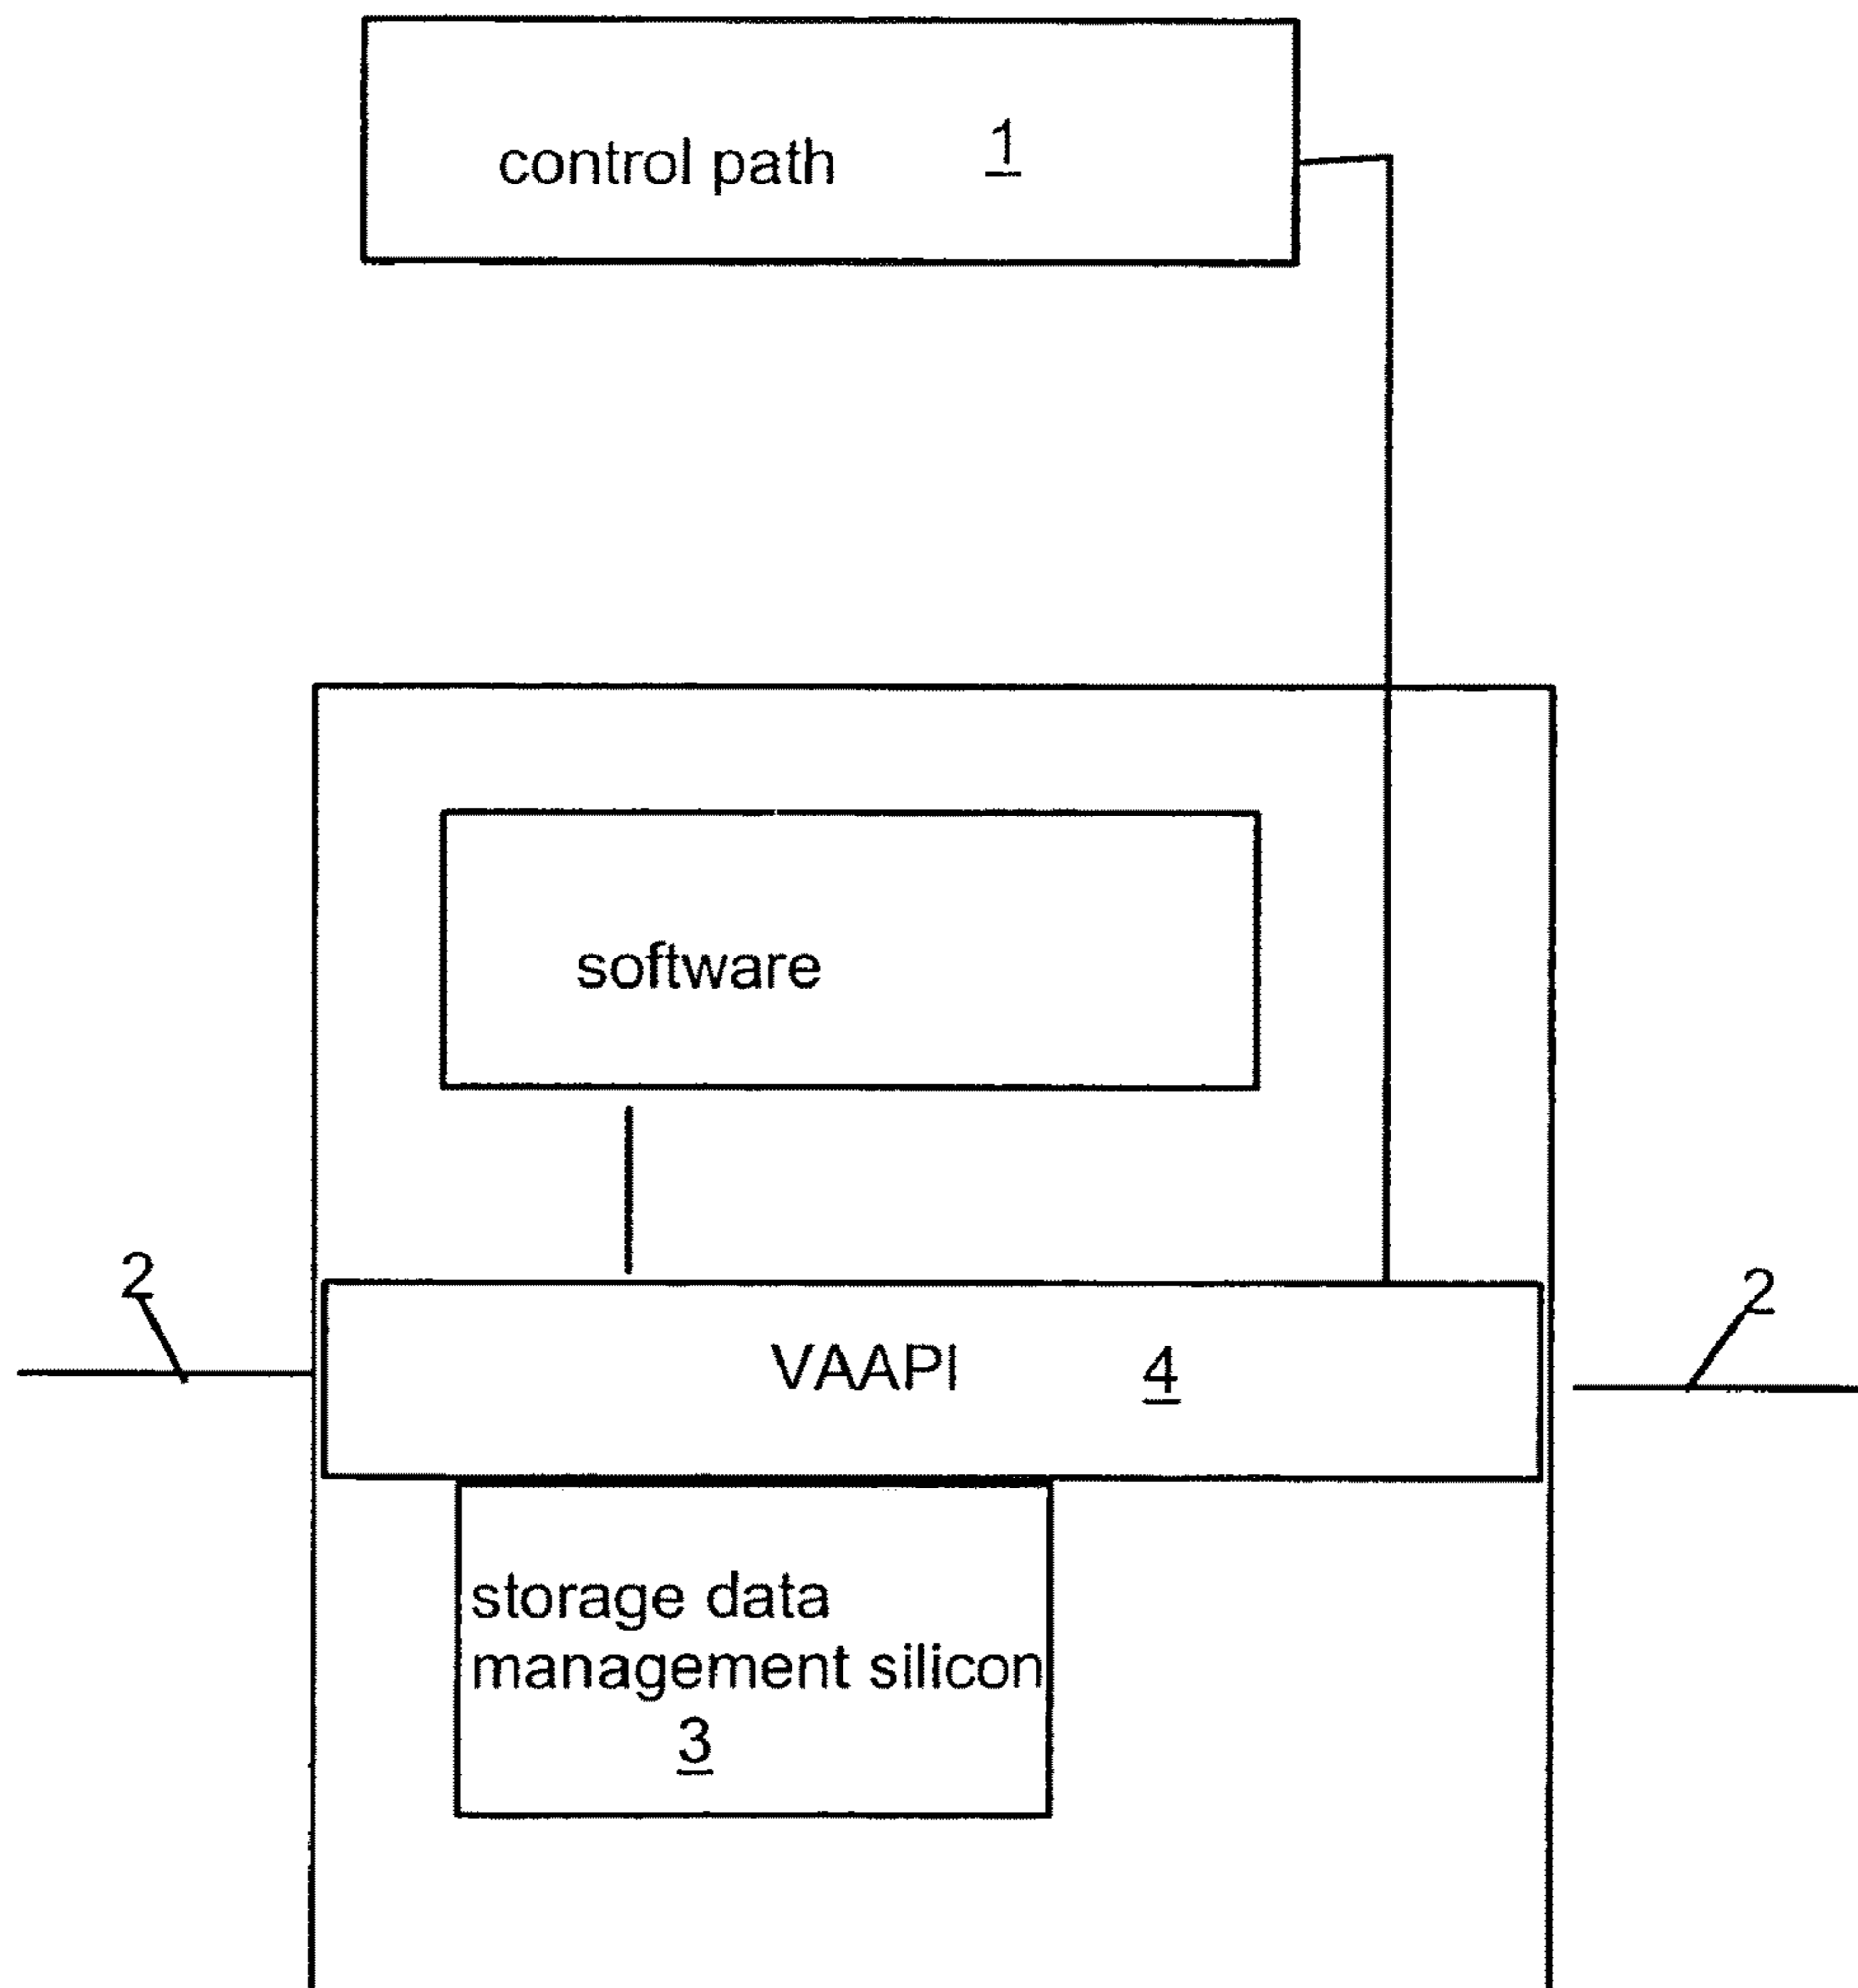 control path 1
software
2
2
VAAPI 4
storage data
management silicon
3